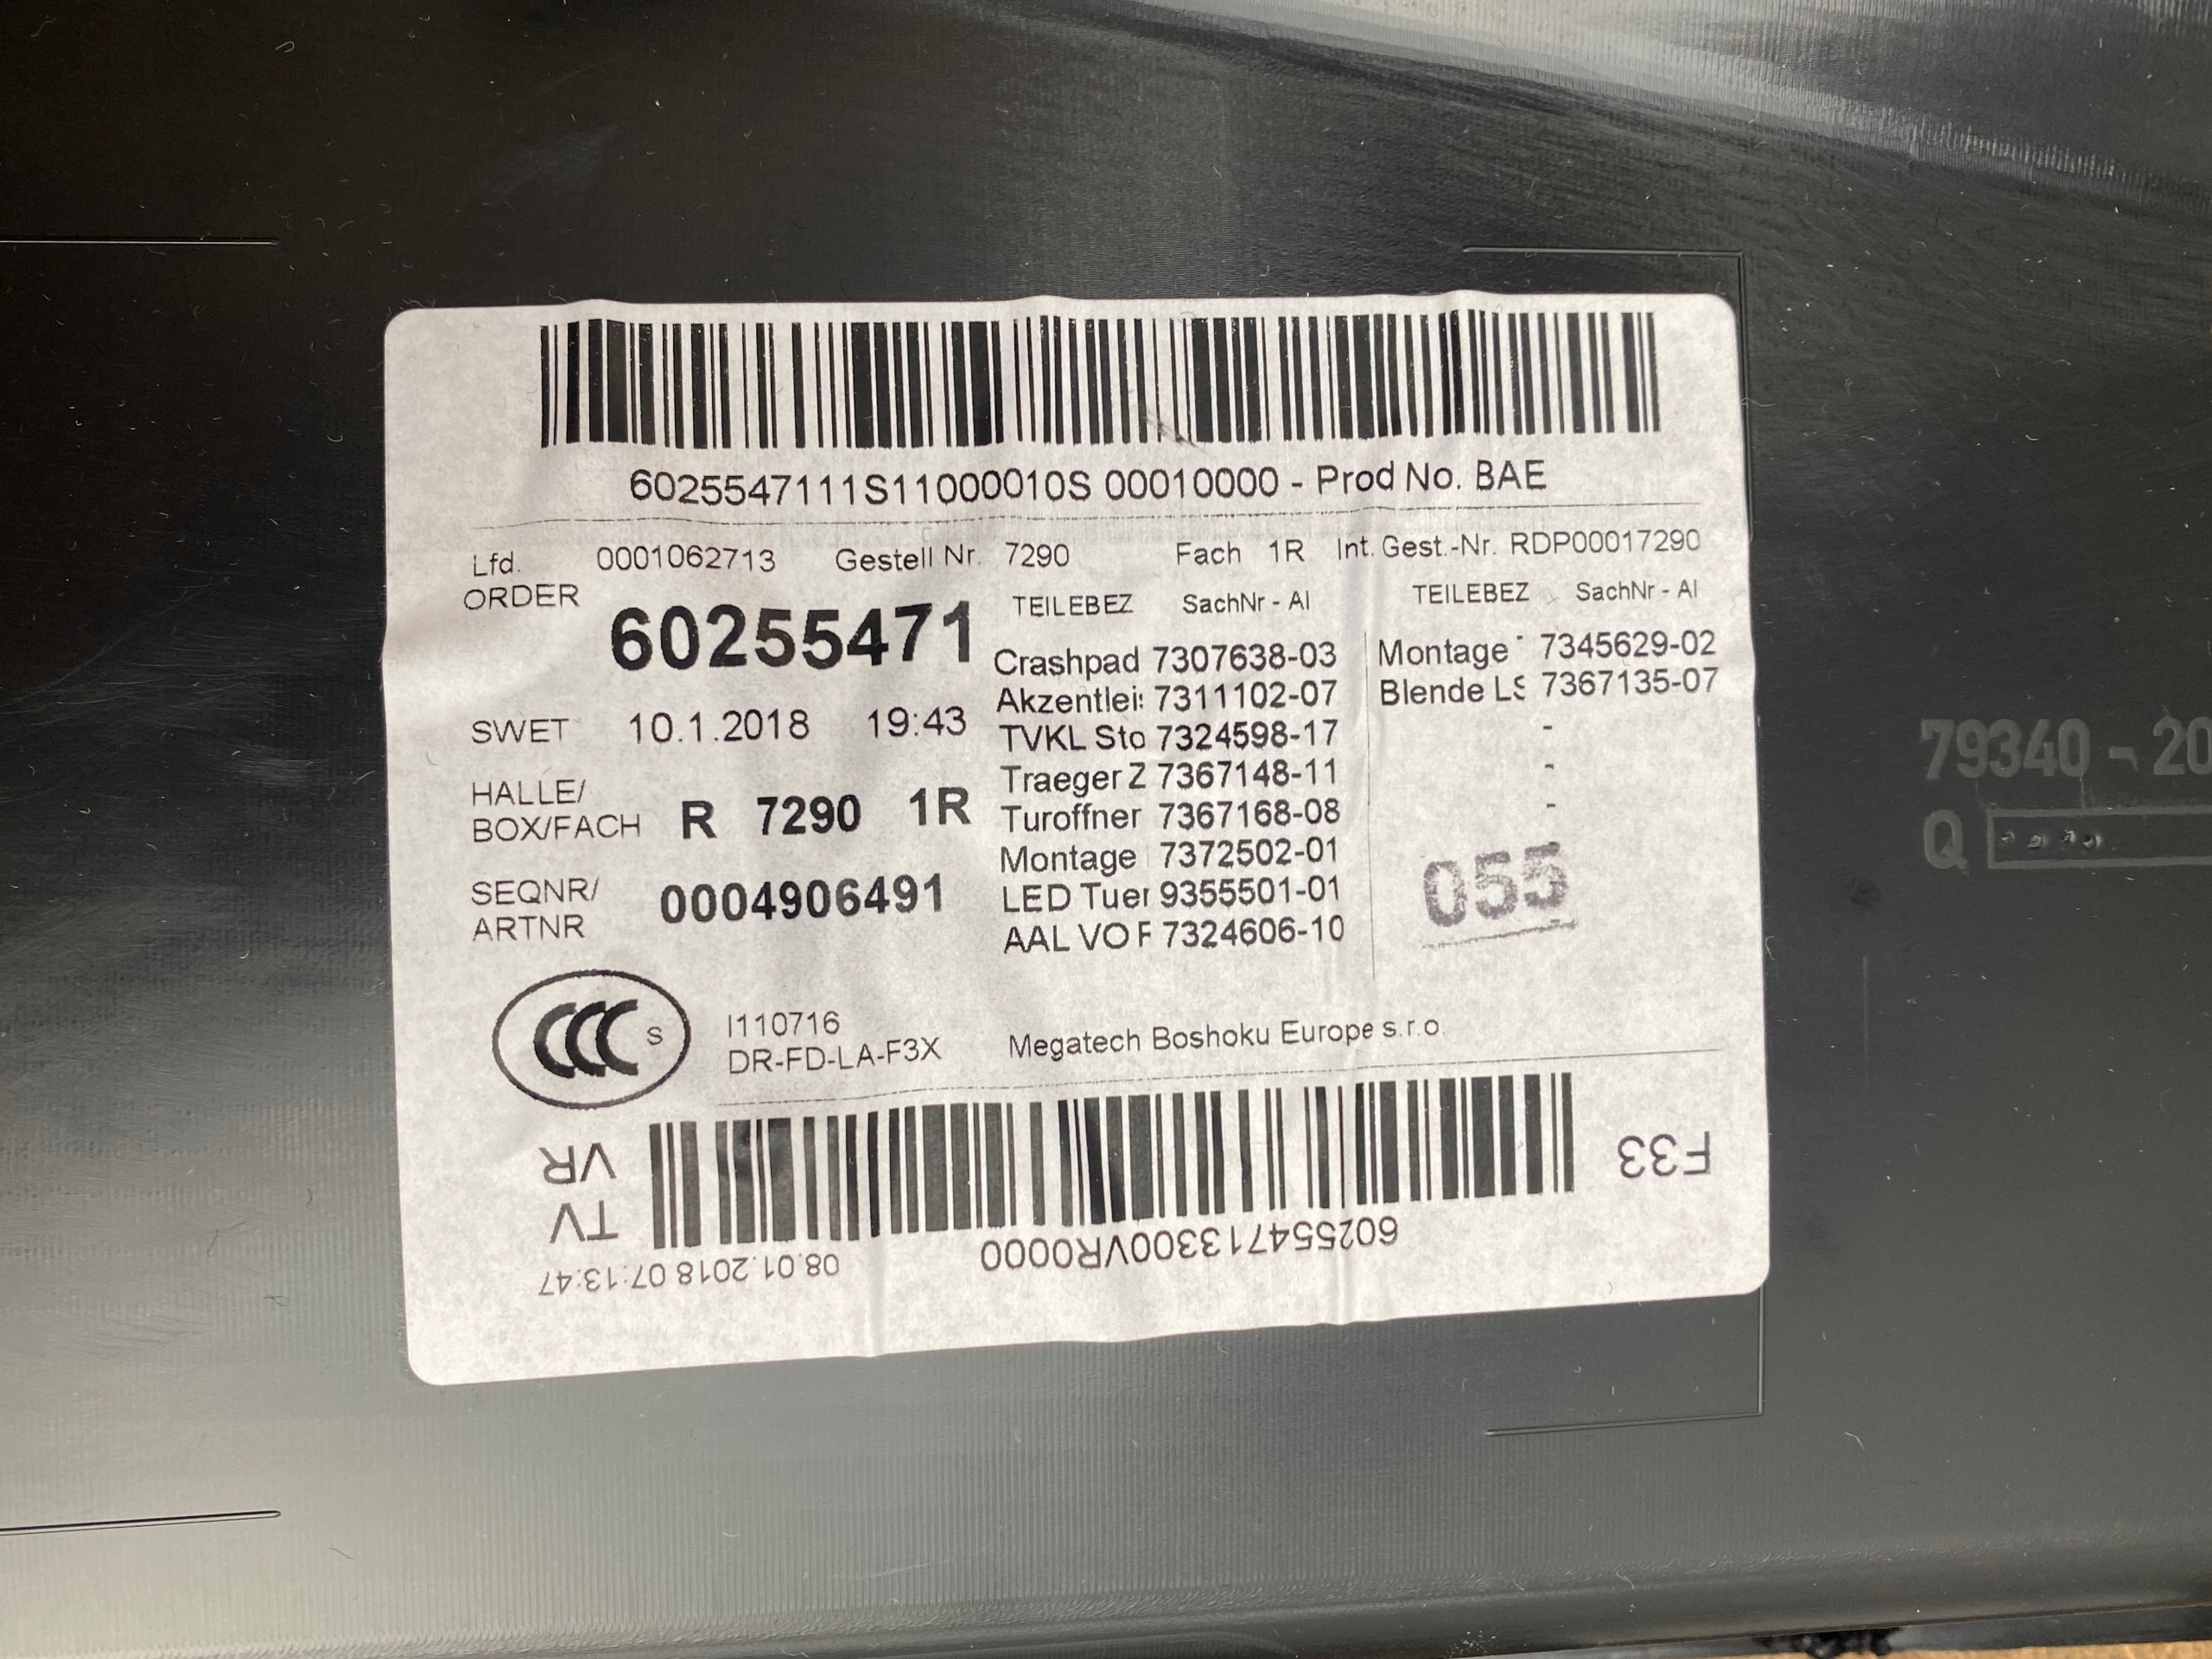 6025547111S11000010S 00010000 - Prod No. BAE
Lfd. 0001062713 Gestell Nr. 7290 Fach 1R Int. Gest.-Nr. RDP00017290
ORDER 60255471
TEILEBEZ SachNr - AI TEILEBEZ SachNr - AI
Crashpad 7307638-03 Montage 7345629-02
Akzentleis 7311102-07 Blende LS 7367135-07
SWET 10.1.2018 19:43
TVKL Sto 7324598-17 -
Traeger Z 7367148-11 -
HALLE/
BOX/FACH R 7290 1R
Turoffner 7367168-08 -
Montage 7372502-01
SEQNR/
ARTNR 0004906491
LED Tuer 9355501-01
AAL VO F 7324606-10
055
CCC S
I110716
DR-FD-LA-F3X Megatech Boshoku Europe s.r.o.
08.01.2018 07:13:47
602554713300VR0000
TV
VR
F33
79340 - 20
Q